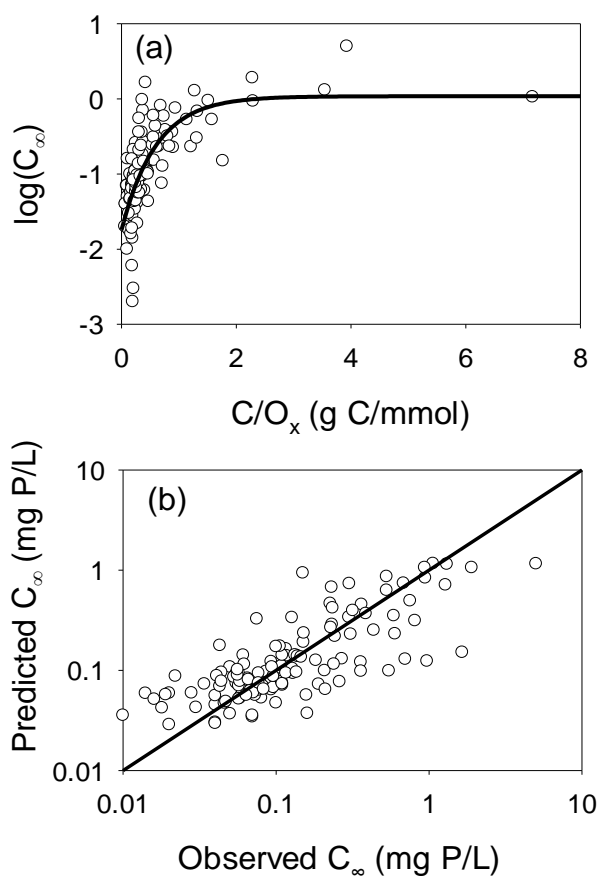 (a)
1
0
-1
-2
-3
log(C∞)
0 2 4 6 8
C/Ox (g C/mmol)
(b)
10
1
0.1
0.01
Predicted C∞ (mg P/L)
0.01 0.1 1 10
Observed C∞ (mg P/L)